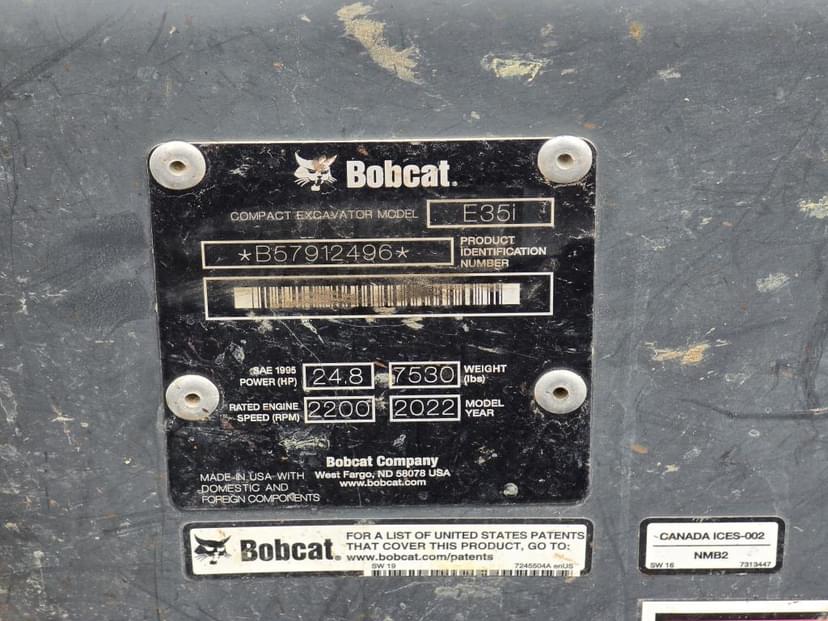 Bobcat.
COMPACT EXCAVATOR MODEL E35i
*B57912496* PRODUCT IDENTIFICATION NUMBER
SAE 1995 POWER (HP) 24.8 7530 WEIGHT (lbs)
RATED ENGINE SPEED (RPM) 2200 2022 MODEL YEAR
Bobcat Company
West Fargo, ND 58078 USA
www.bobcat.com
MADE IN USA WITH
DOMESTIC AND
FOREIGN COMPONENTS
Bobcat.
FOR A LIST OF UNITED STATES PATENTS
THAT COVER THIS PRODUCT, GO TO:
www.bobcat.com/patents
SW 19 7245504A enUS
CANADA ICES-002
NMB2
SW 16 7313447